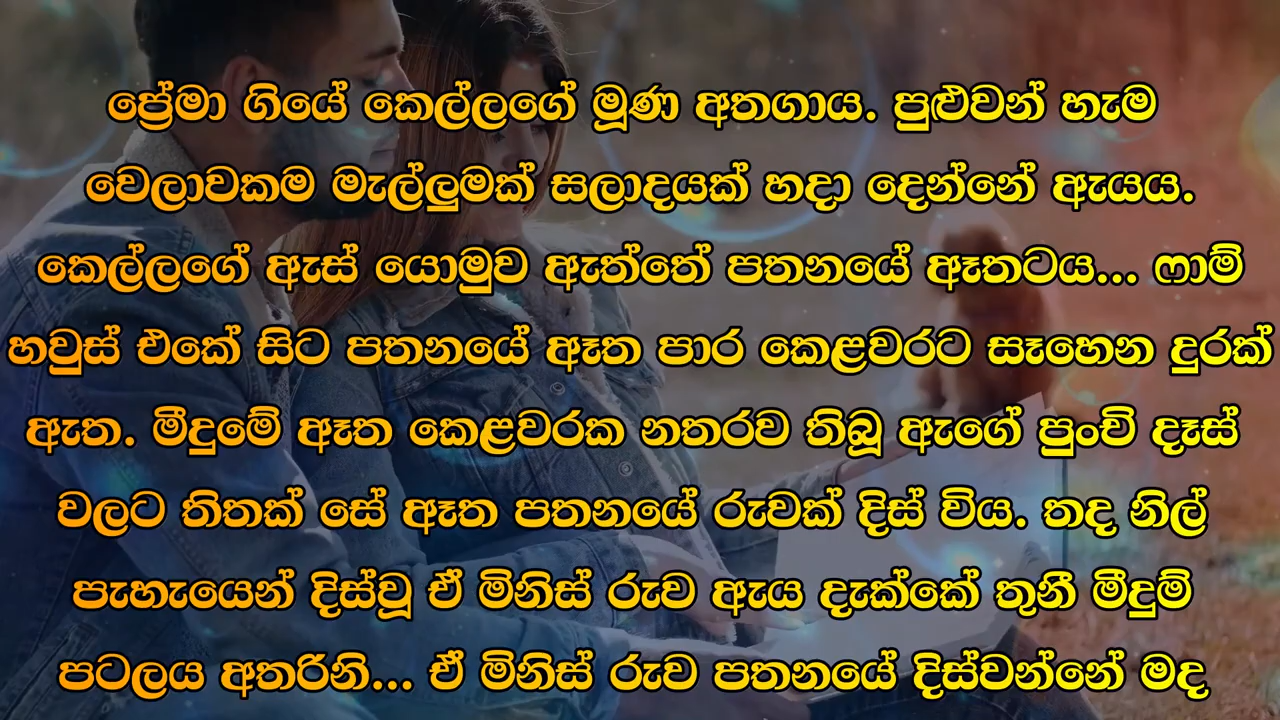 ප්‍රේමා ගියේ කෙල්ලගේ මූණ අතගාය. පුළුවන් හැම
වෙලාවකම මැල්ලුමක් සලාදයක් හදා දෙන්නේ ඇයය.
කෙල්ලගේ ඇස් යොමුව ඇත්තේ පතනයේ ඈතටය... ෆාම්
හවුස් එකේ සිට පතනයේ ඈත පාර කෙළවරට සෑහෙන දුරක්
ඇත. මීදුමේ ඈත කෙළවරක නතරව තිබූ ඇගේ පුංචි දෑස්
වලට තිතක් සේ ඈත පතනයේ රුවක් දිස් විය. තද නිල්
පැහැයෙන් දිස්වූ ඒ මිනිස් රුව ඇය දැක්කේ තුනී මීදුම්
පටලය අතරිනි... ඒ මිනිස් රුව පතනයේ දිස්වන්නේ මද